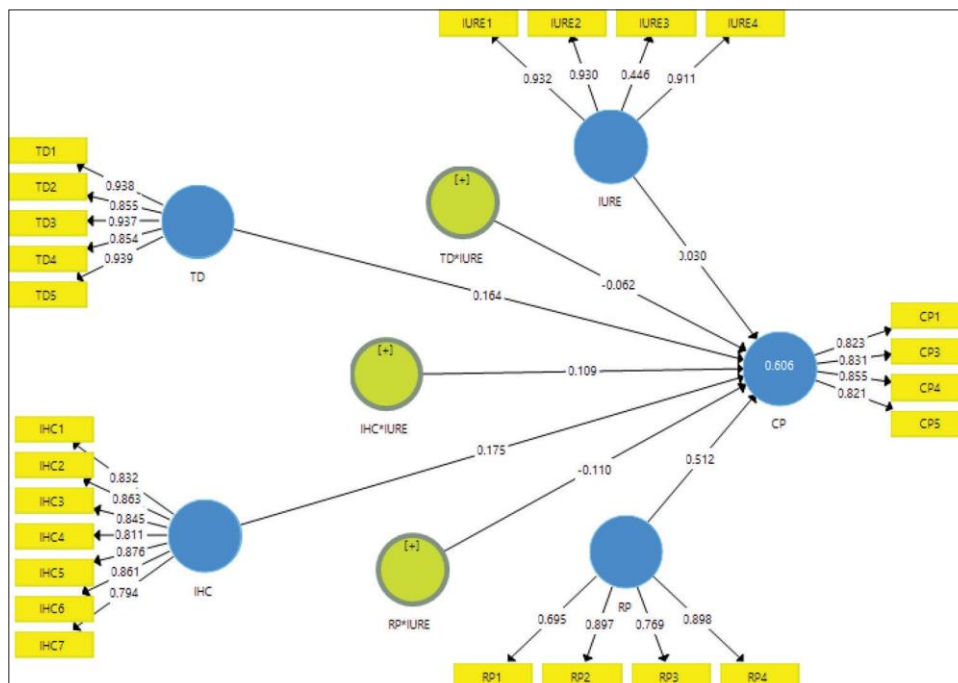 IURE1 IURE2 IURE3 IURE4
0.932 0.930 0.446 0.911
IURE
TD1
TD2
TD3
TD4
TD5
0.938
0.855
0.937
0.854
0.939
TD
[+]
TD*IURE
0.030
-0.062
0.164
[+]
IHC*IURE
0.109
0.606
CP
0.823
0.831
0.855
0.821
CP1
CP3
CP4
CP5
IHC1
IHC2
IHC3
IHC4
IHC5
IHC6
IHC7
0.832
0.863
0.845
0.811
0.876
0.861
0.794
IHC
0.175
-0.110
0.512
[+]
RP*IURE
RP
0.695 0.897 0.769 0.898
RP1 RP2 RP3 RP4